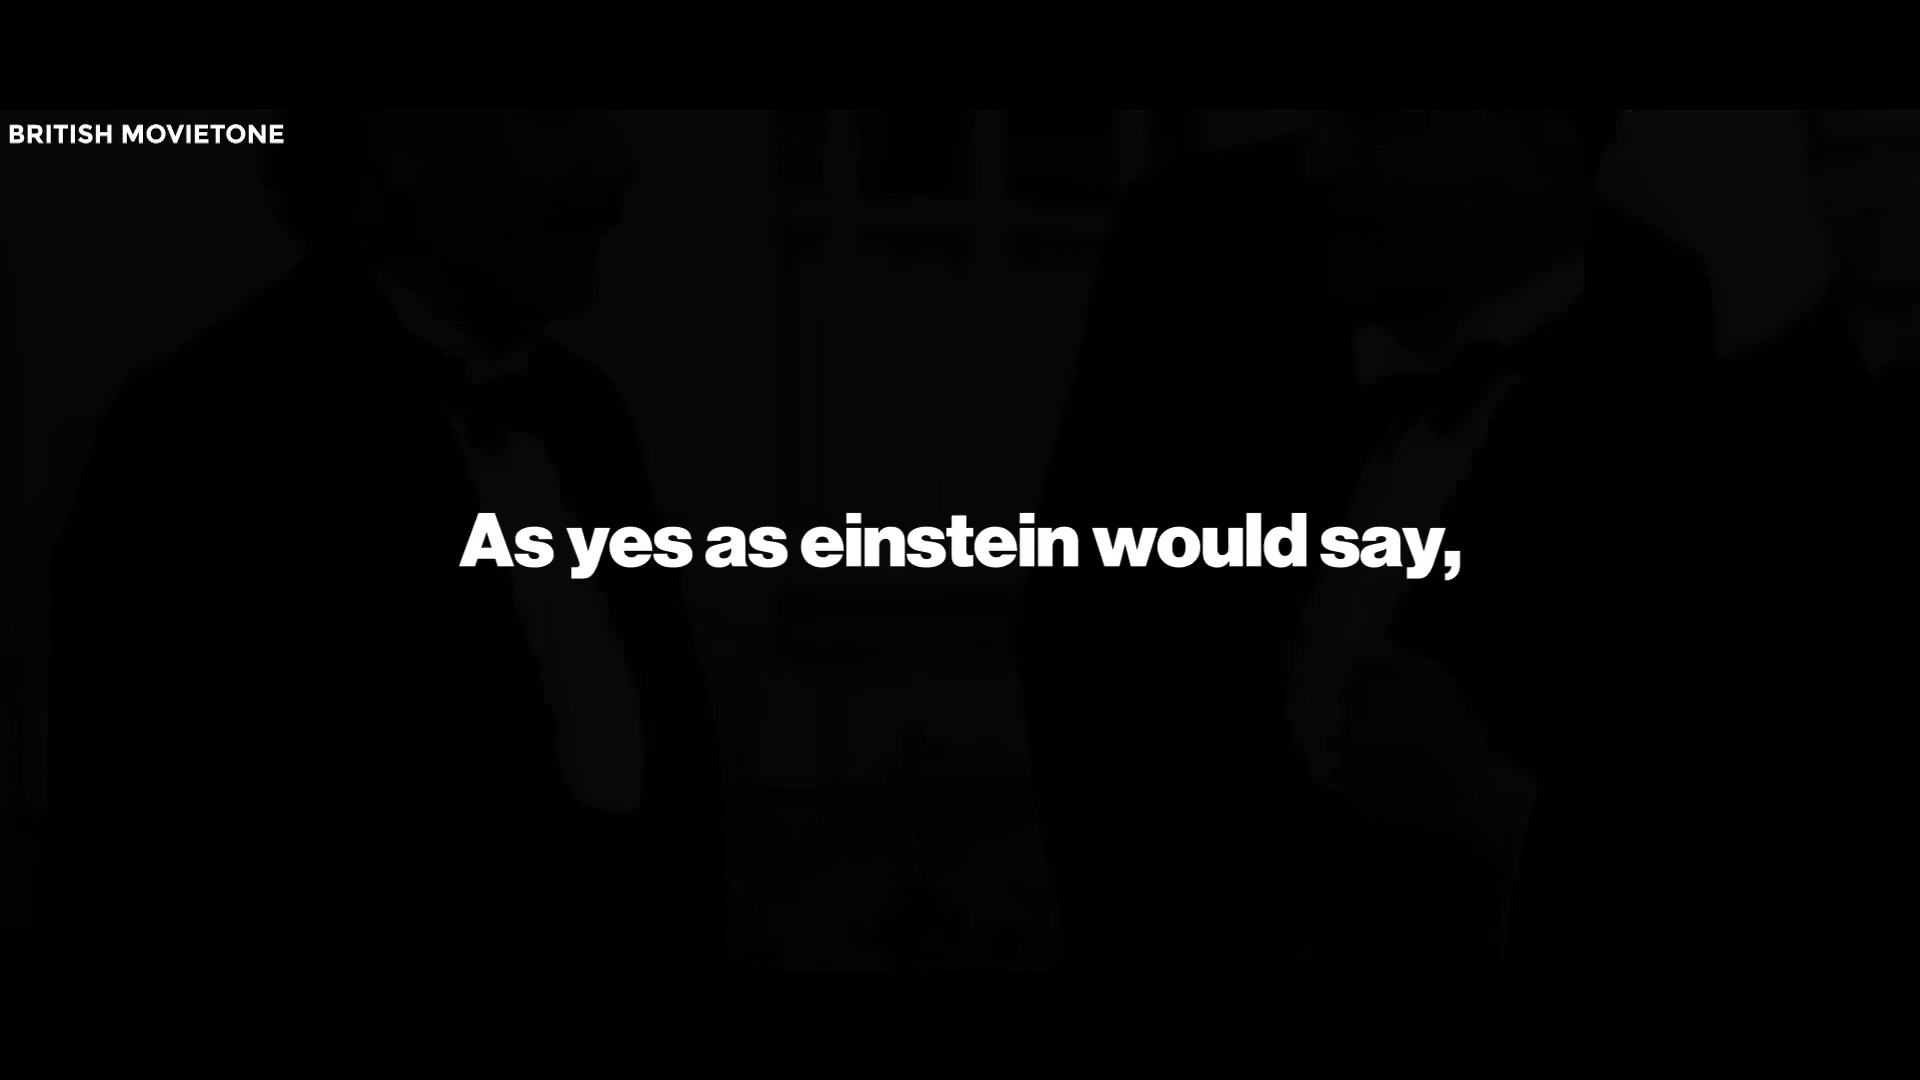 BRITISH MOVIETONE
As yes as einstein would say,